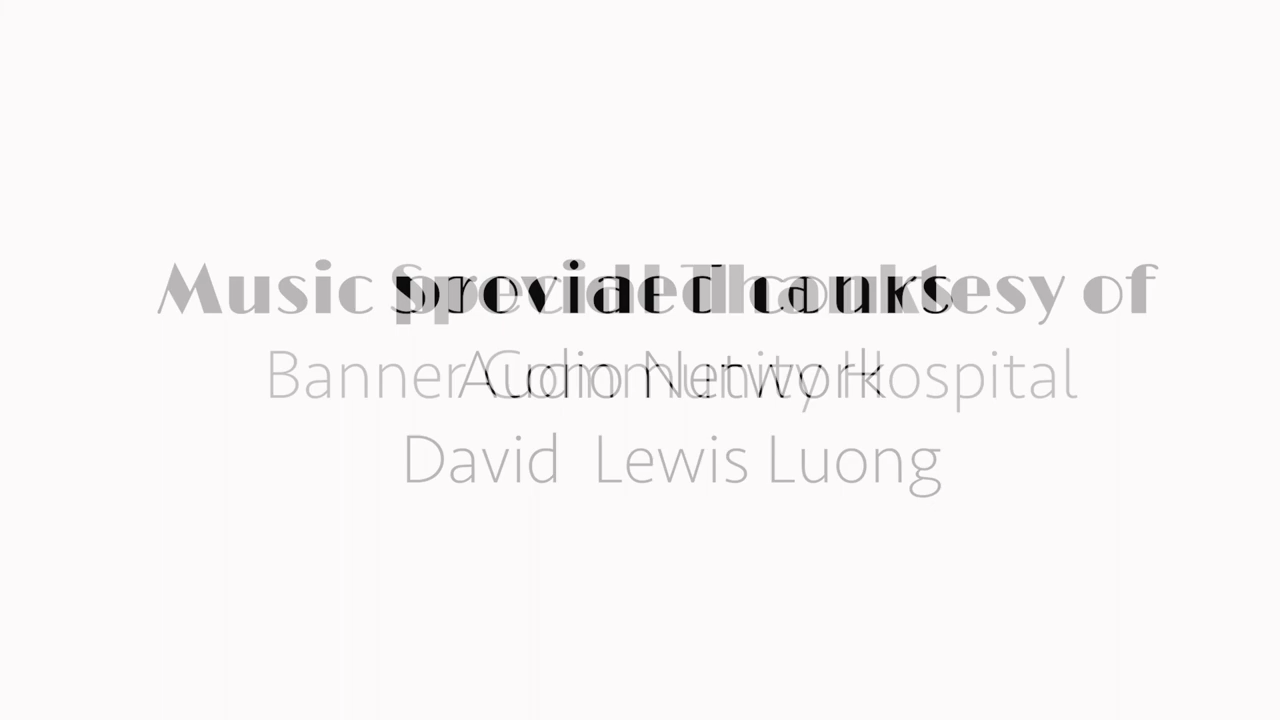 Music provided courtesy of
Special Thanks
Audio Network
Banner Community Hospital
David Lewis Luong